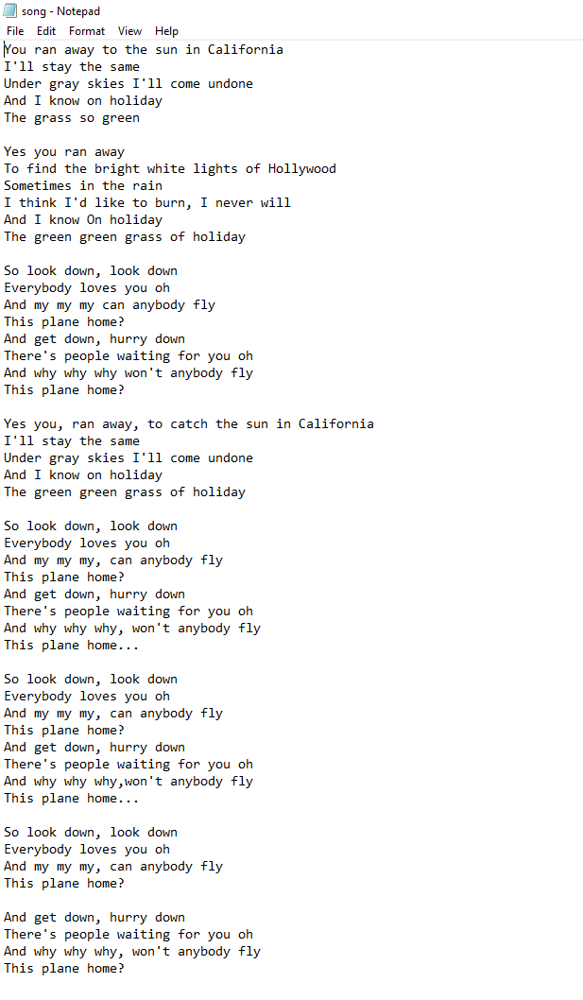 song - Notepad
File Edit Format View Help
You ran away to the sun in California
I'll stay the same
Under gray skies I'll come undone
And I know on holiday
The grass so green

Yes you ran away
To find the bright white lights of Hollywood
Sometimes in the rain
I think I'd like to burn, I never will
And I know On holiday
The green green grass of holiday

So look down, look down
Everybody loves you oh
And my my my can anybody fly
This plane home?
And get down, hurry down
There's people waiting for you oh
And why why why won't anybody fly
This plane home?

Yes you, ran away, to catch the sun in California
I'll stay the same
Under gray skies I'll come undone
And I know on holiday
The green green grass of holiday

So look down, look down
Everybody loves you oh
And my my my, can anybody fly
This plane home?
And get down, hurry down
There's people waiting for you oh
And why why why, won't anybody fly
This plane home...

So look down, look down
Everybody loves you oh
And my my my, can anybody fly
This plane home?
And get down, hurry down
There's people waiting for you oh
And why why why,won't anybody fly
This plane home...

So look down, look down
Everybody loves you oh
And my my my, can anybody fly
This plane home?

And get down, hurry down
There's people waiting for you oh
And why why why, won't anybody fly
This plane home?